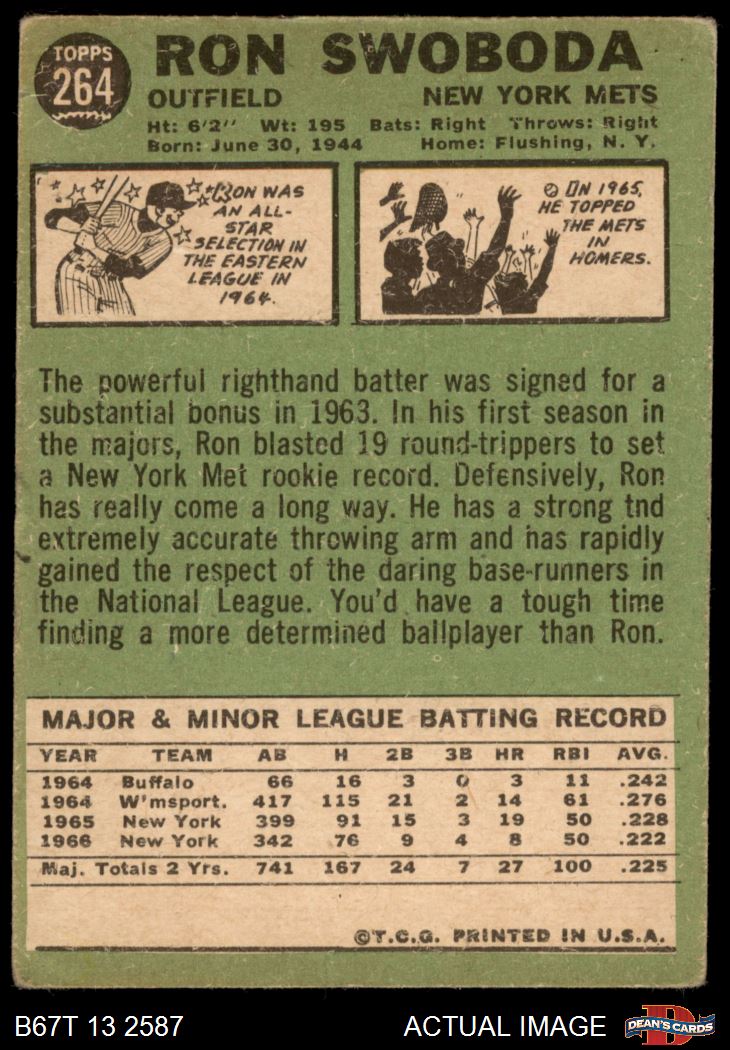 TOPPS
264
RON SWOBODA
OUTFIELD NEW YORK METS
Ht: 6'2" Wt: 195 Bats: Right Throws: Right
Born: June 30, 1944 Home: Flushing, N. Y.
RON WAS
AN ALL-
STAR
SELECTION IN
THE EASTERN
LEAGUE IN
1964.
IN 1965,
HE TOPPED
THE METS
IN
HOMERS.
The powerful righthand batter was signed for a
substantial bonus in 1963. In his first season in
the majors, Ron blasted 19 round-trippers to set
a New York Met rookie record. Defensively, Ron
has really come a long way. He has a strong tnd
extremely accurate throwing arm and has rapidly
gained the respect of the daring base-runners in
the National League. You'd have a tough time
finding a more determined ballplayer than Ron.
MAJOR & MINOR LEAGUE BATTING RECORD
YEAR TEAM AB H 2B 3B HR RBI AVG.
1964 Buffalo 66 16 3 0 3 11 .242
1964 W'msport. 417 115 21 2 14 61 .276
1965 New York 399 91 15 3 19 50 .228
1966 New York 342 76 9 4 8 50 .222
Maj. Totals 2 Yrs. 741 167 24 7 27 100 .225
©T.C.G. PRINTED IN U.S.A.
B67T 13 2587 ACTUAL IMAGE D DEAN'S CARDS